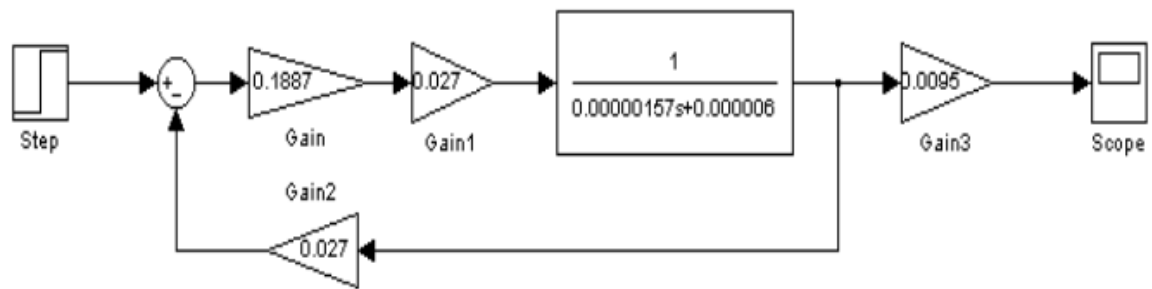 Step
+
-
0.1887
Gain
0.027
Gain1
1
0.00000157s+0.000006
0.0095
Gain3
Scope
Gain2
0.027